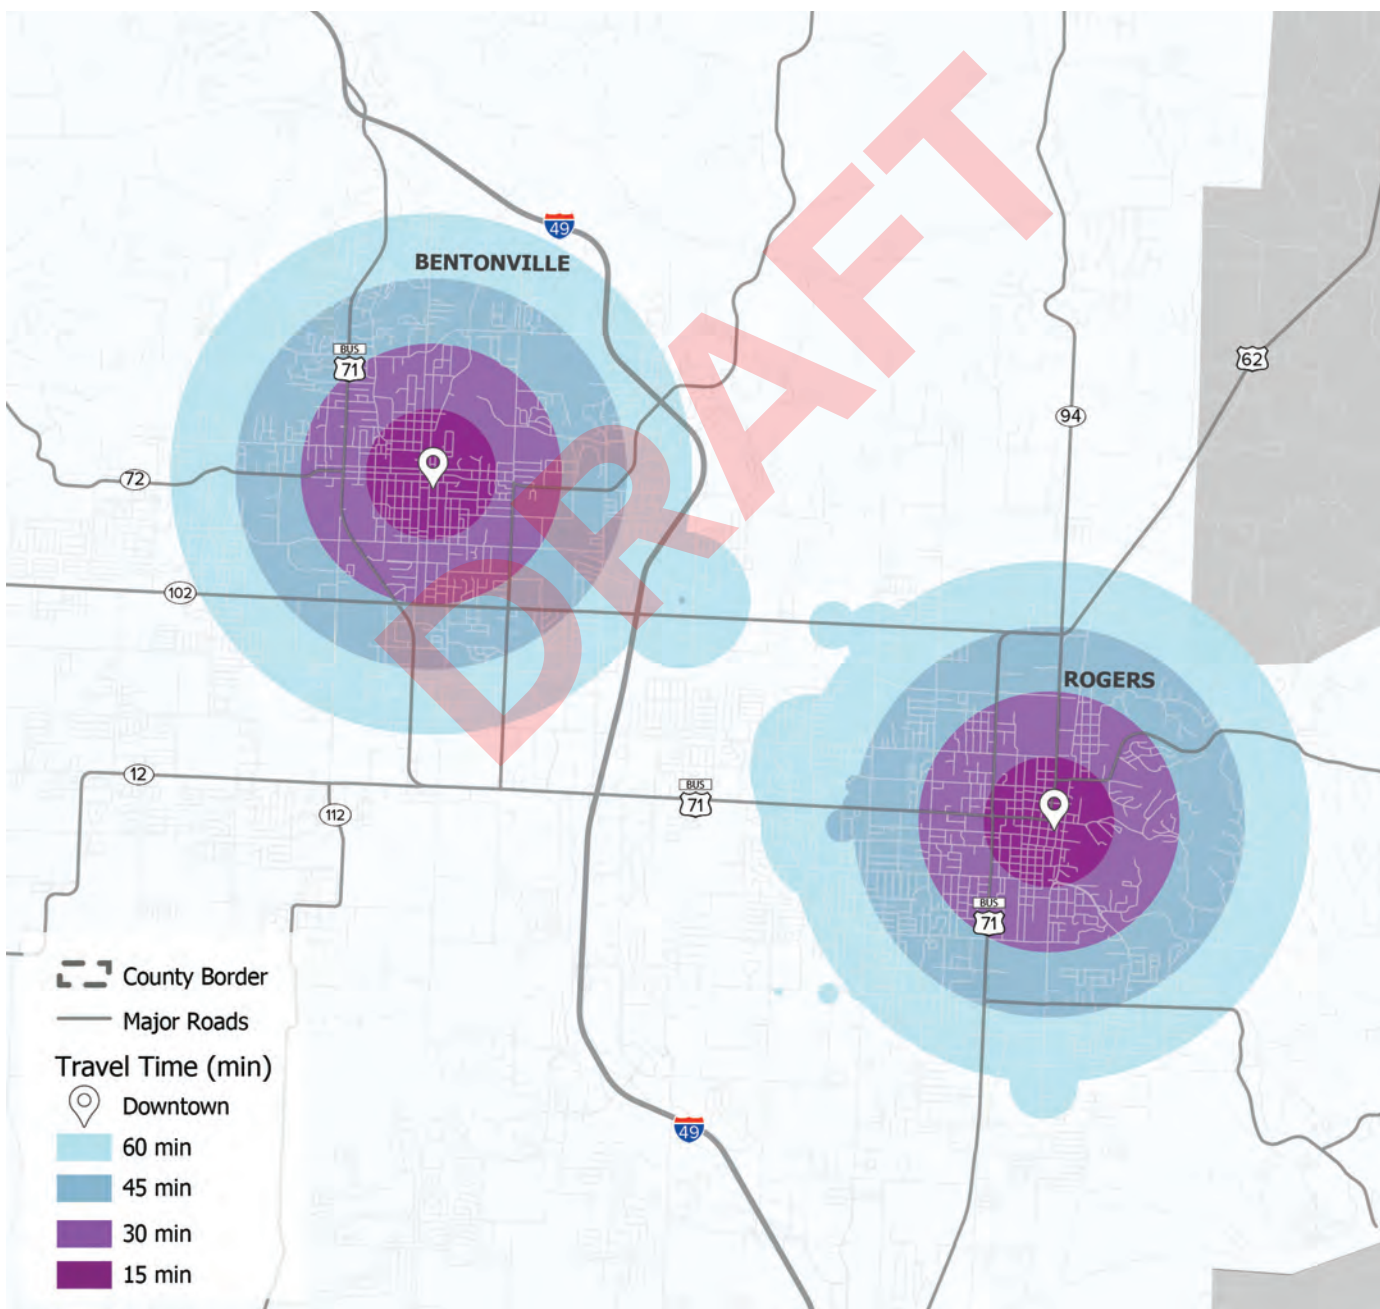 49
BENTONVILLE
BUS
71
62
94
72
102
ROGERS
12
BUS
71
112
BUS
71
49
DRAFT
County Border
Major Roads
Travel Time (min)
Downtown
60 min
45 min
30 min
15 min